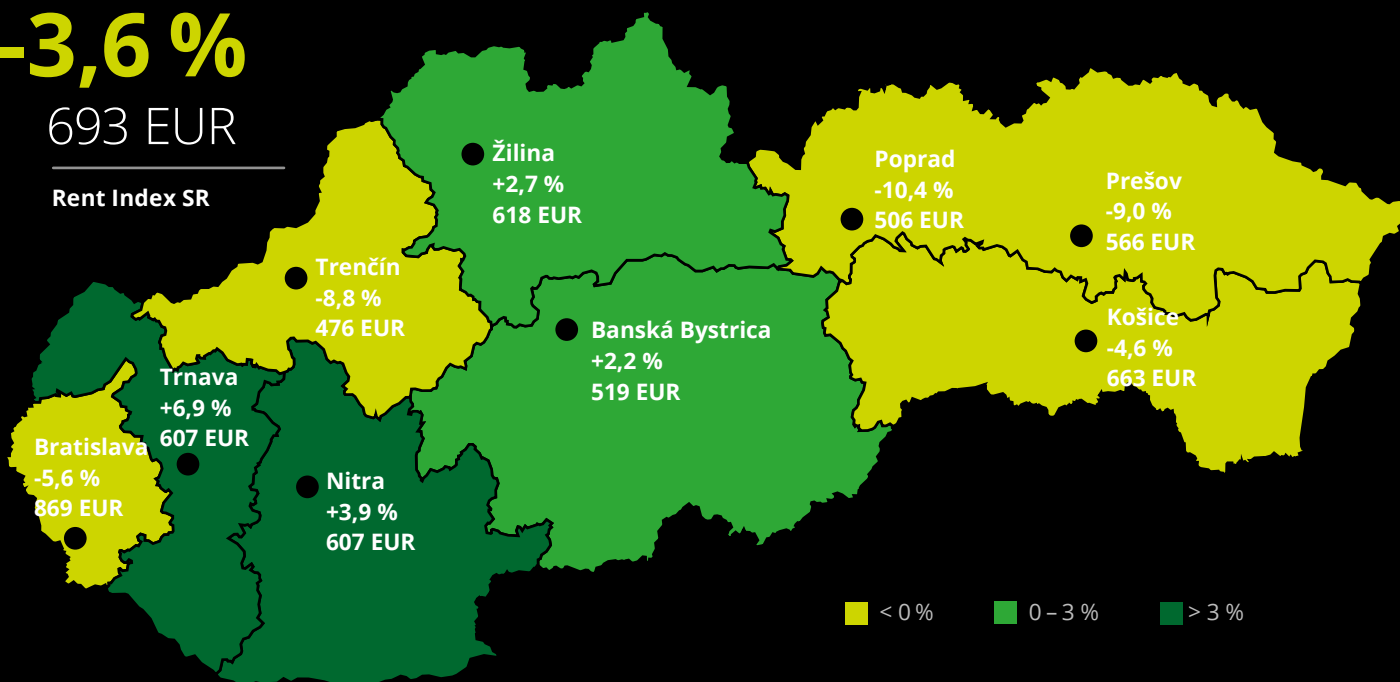 –3,6 %
693 EUR
Rent Index SR
Žilina
+2,7 %
618 EUR
Poprad
-10,4 %
506 EUR
Prešov
-9,0 %
566 EUR
Trenčín
-8,8 %
476 EUR
Banská Bystrica
+2,2 %
519 EUR
Košice
-4,6 %
663 EUR
Trnava
+6,9 %
607 EUR
Bratislava
-5,6 %
869 EUR
Nitra
+3,9 %
607 EUR
< 0 %
0 – 3 %
> 3 %